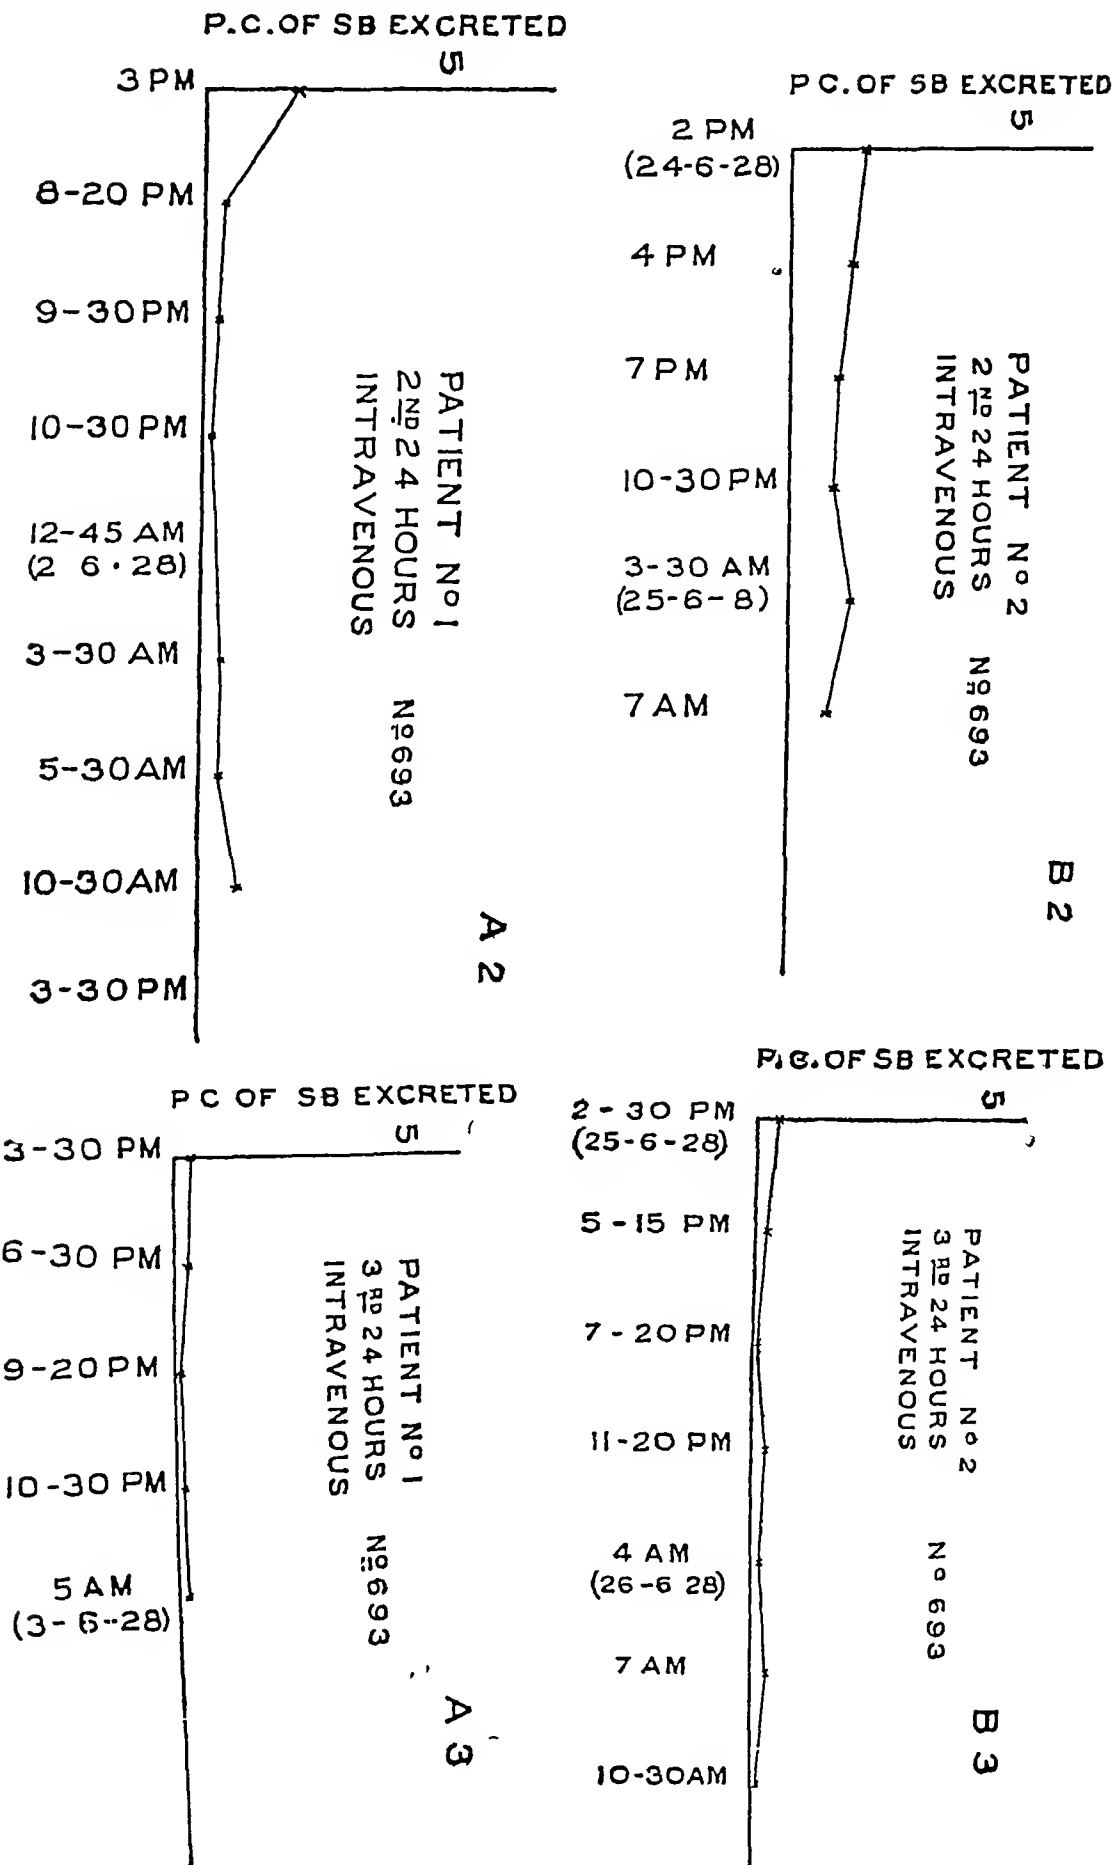 P.C. OF SB EXCRETED
5
3 PM
8-20 PM
9-30 PM
10-30 PM
12-45 AM
(2 6 · 28)
3-30 AM
5-30 AM
10-30 AM
3-30 PM
PATIENT Nº 1
2ND 24 HOURS Nº 693
INTRAVENOUS
A 2
P C. OF SB EXCRETED
5
2 PM
(24-6-28)
4 PM
7 PM
10-30 PM
3-30 AM
(25-6-8)
7 AM
PATIENT Nº 2
2ND 24 HOURS Nº 693
INTRAVENOUS
B 2
P C OF SB EXCRETED
5
3-30 PM
6-30 PM
9-20 PM
10-30 PM
5 AM
(3-6-28)
PATIENT Nº 1
3RD 24 HOURS Nº 693
INTRAVENOUS
A 3
P.C. OF SB EXCRETED
5
2-30 PM
(25-6-28)
5-15 PM
7-20 PM
11-20 PM
4 AM
(26-6 28)
7 AM
10-30 AM
PATIENT Nº 2
3RD 24 HOURS Nº 693
INTRAVENOUS
B 3